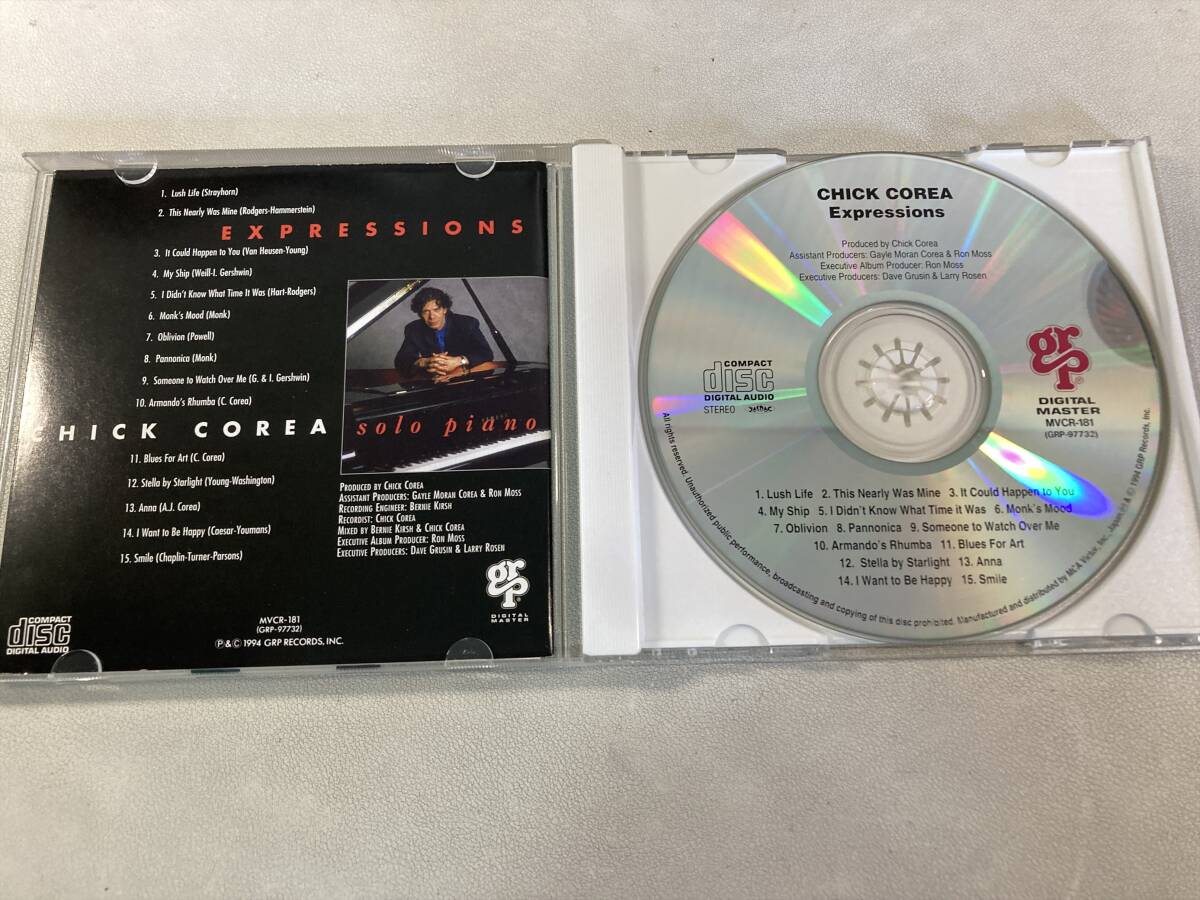 1. Lush Life (Strayhorn)
2. This Nearly Was Mine (Rodgers-Hammerstein)
EXPRESSIONS
3. It Could Happen to You (Van Heusen-Young)
4. My Ship (Weill-I. Gershwin)
5. I Didn't Know What Time It Was (Hart-Rodgers)
6. Monk's Mood (Monk)
7. Oblivion (Powell)
8. Pannonica (Monk)
9. Someone to Watch Over Me (G. & I. Gershwin)
10. Armando's Rhumba (C. Corea)
CHICK COREA
solo piano
11. Blues For Art (C. Corea)
12. Stella by Starlight (Young-Washington)
13. Anna (A.J. Corea)
14. I Want to Be Happy (Caesar-Youmans)
15. Smile (Chaplin-Turner-Parsons)
PRODUCED BY CHICK COREA
ASSISTANT PRODUCERS: GAYLE MORAN COREA & RON MOSS
RECORDING ENGINEER: BERNIE KIRSH
RECORDIST: CHICK COREA
MIXED BY BERNIE KIRSH & CHICK COREA
EXECUTIVE ALBUM PRODUCER: RON MOSS
EXECUTIVE PRODUCERS: DAVE GRUSIN & LARRY ROSEN
grp
DIGITAL
MASTER
COMPACT
disc
DIGITAL AUDIO
MVCR-181
(GRP-97732)
Ⓟ&© 1994 GRP RECORDS, INC.
CHICK COREA
Expressions
Produced by Chick Corea
Assistant Producers: Gayle Moran Corea & Ron Moss
Executive Album Producer: Ron Moss
Executive Producers: Dave Grusin & Larry Rosen
COMPACT
disc
DIGITAL AUDIO
STEREO JASRAC
grp
DIGITAL
MASTER
MVCR-181
(GRP-97732)
1. Lush Life 2. This Nearly Was Mine 3. It Could Happen to You
4. My Ship 5. I Didn't Know What Time it Was 6. Monk's Mood
7. Oblivion 8. Pannonica 9. Someone to Watch Over Me
10. Armando's Rhumba 11. Blues For Art
12. Stella by Starlight 13. Anna
14. I Want to Be Happy 15. Smile
All rights reserved. Unauthorized public performance, broadcasting and copying of this disc prohibited. Manufactured and distributed by MCA Victor, Inc., Japan. Ⓟ & © 1994 GRP Records, Inc.